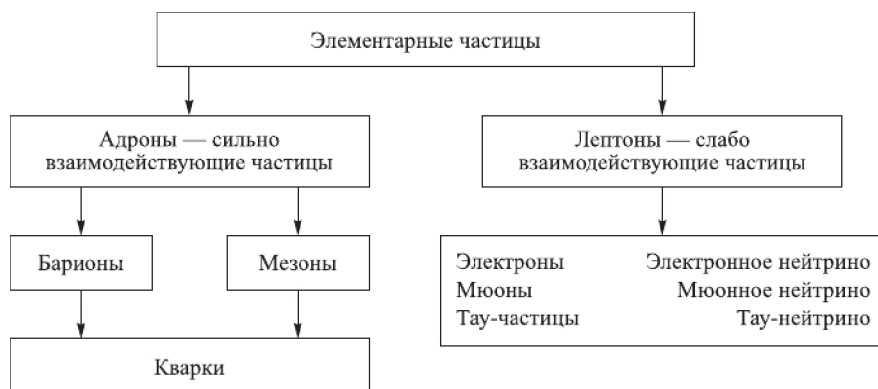 Элементарные частицы
Адроны — сильно
взаимодействующие частицы
Лептоны — слабо
взаимодействующие частицы
Барионы
Мезоны
Электроны Электронное нейтрино
Мюоны Мюонное нейтрино
Тау-частицы Тау-нейтрино
Кварки